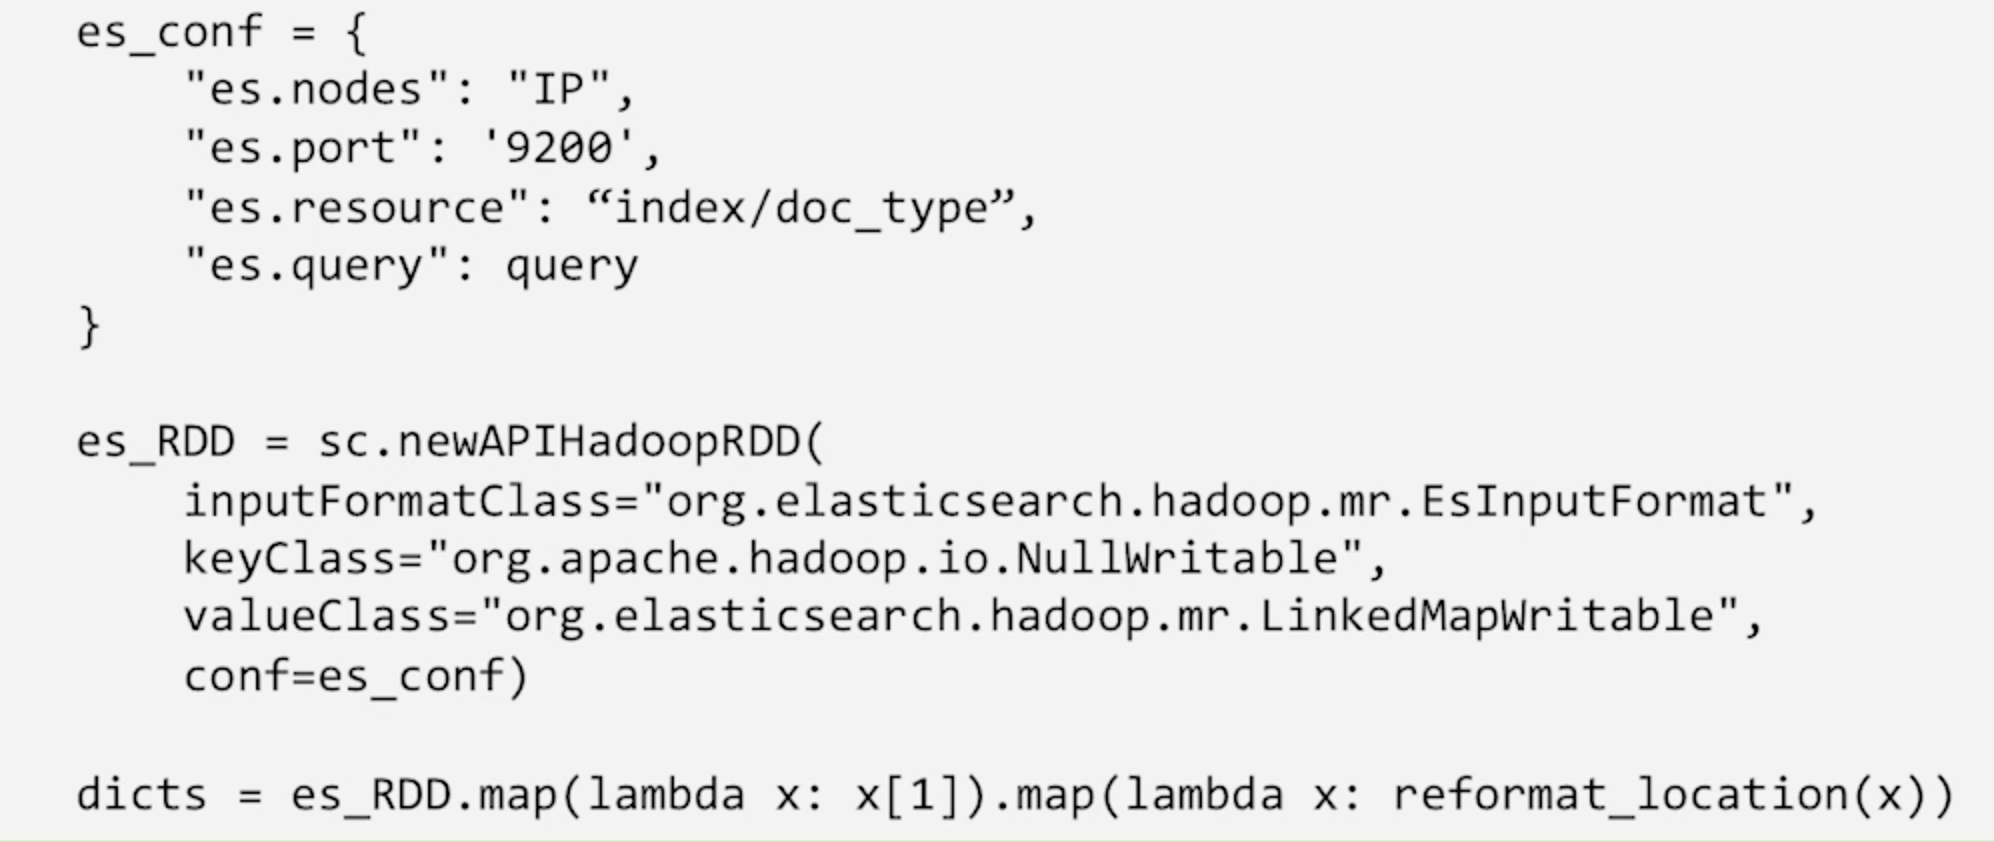 es_conf = {
    "es.nodes": "IP",
    "es.port": '9200',
    "es.resource": “index/doc_type”,
    "es.query": query
}
es_RDD = sc.newAPIHadoopRDD(
    inputFormatClass="org.elasticsearch.hadoop.mr.EsInputFormat",
    keyClass="org.apache.hadoop.io.NullWritable",
    valueClass="org.elasticsearch.hadoop.mr.LinkedMapWritable",
    conf=es_conf)
dicts = es_RDD.map(lambda x: x[1]).map(lambda x: reformat_location(x))